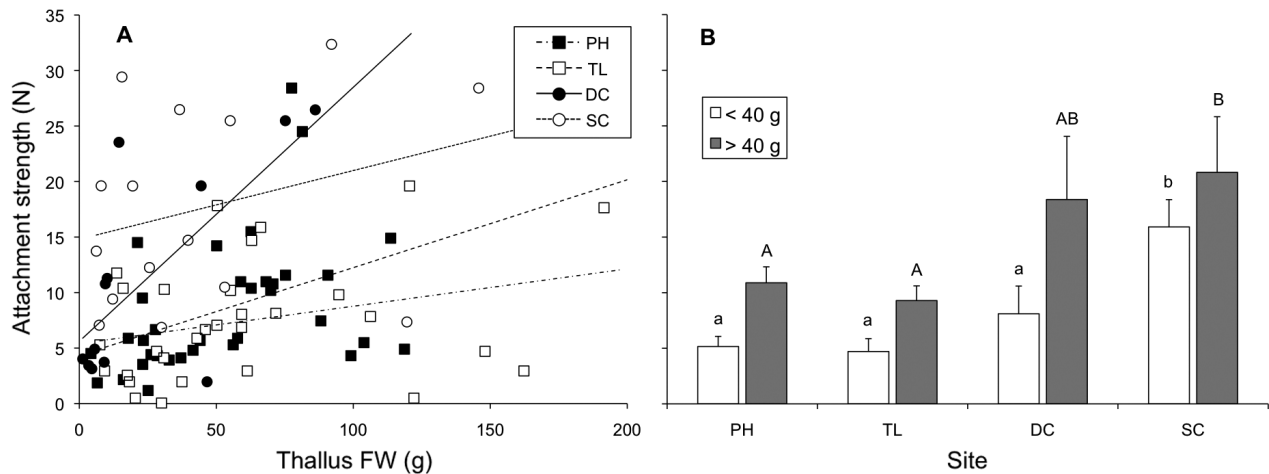 A
Attachment strength (N)
35
30
25
20
15
10
5
0
0 50 100 150 200
Thallus FW (g)
PH
TL
DC
SC
B
< 40 g
> 40 g
a A a A a AB b B
PH TL DC SC
Site